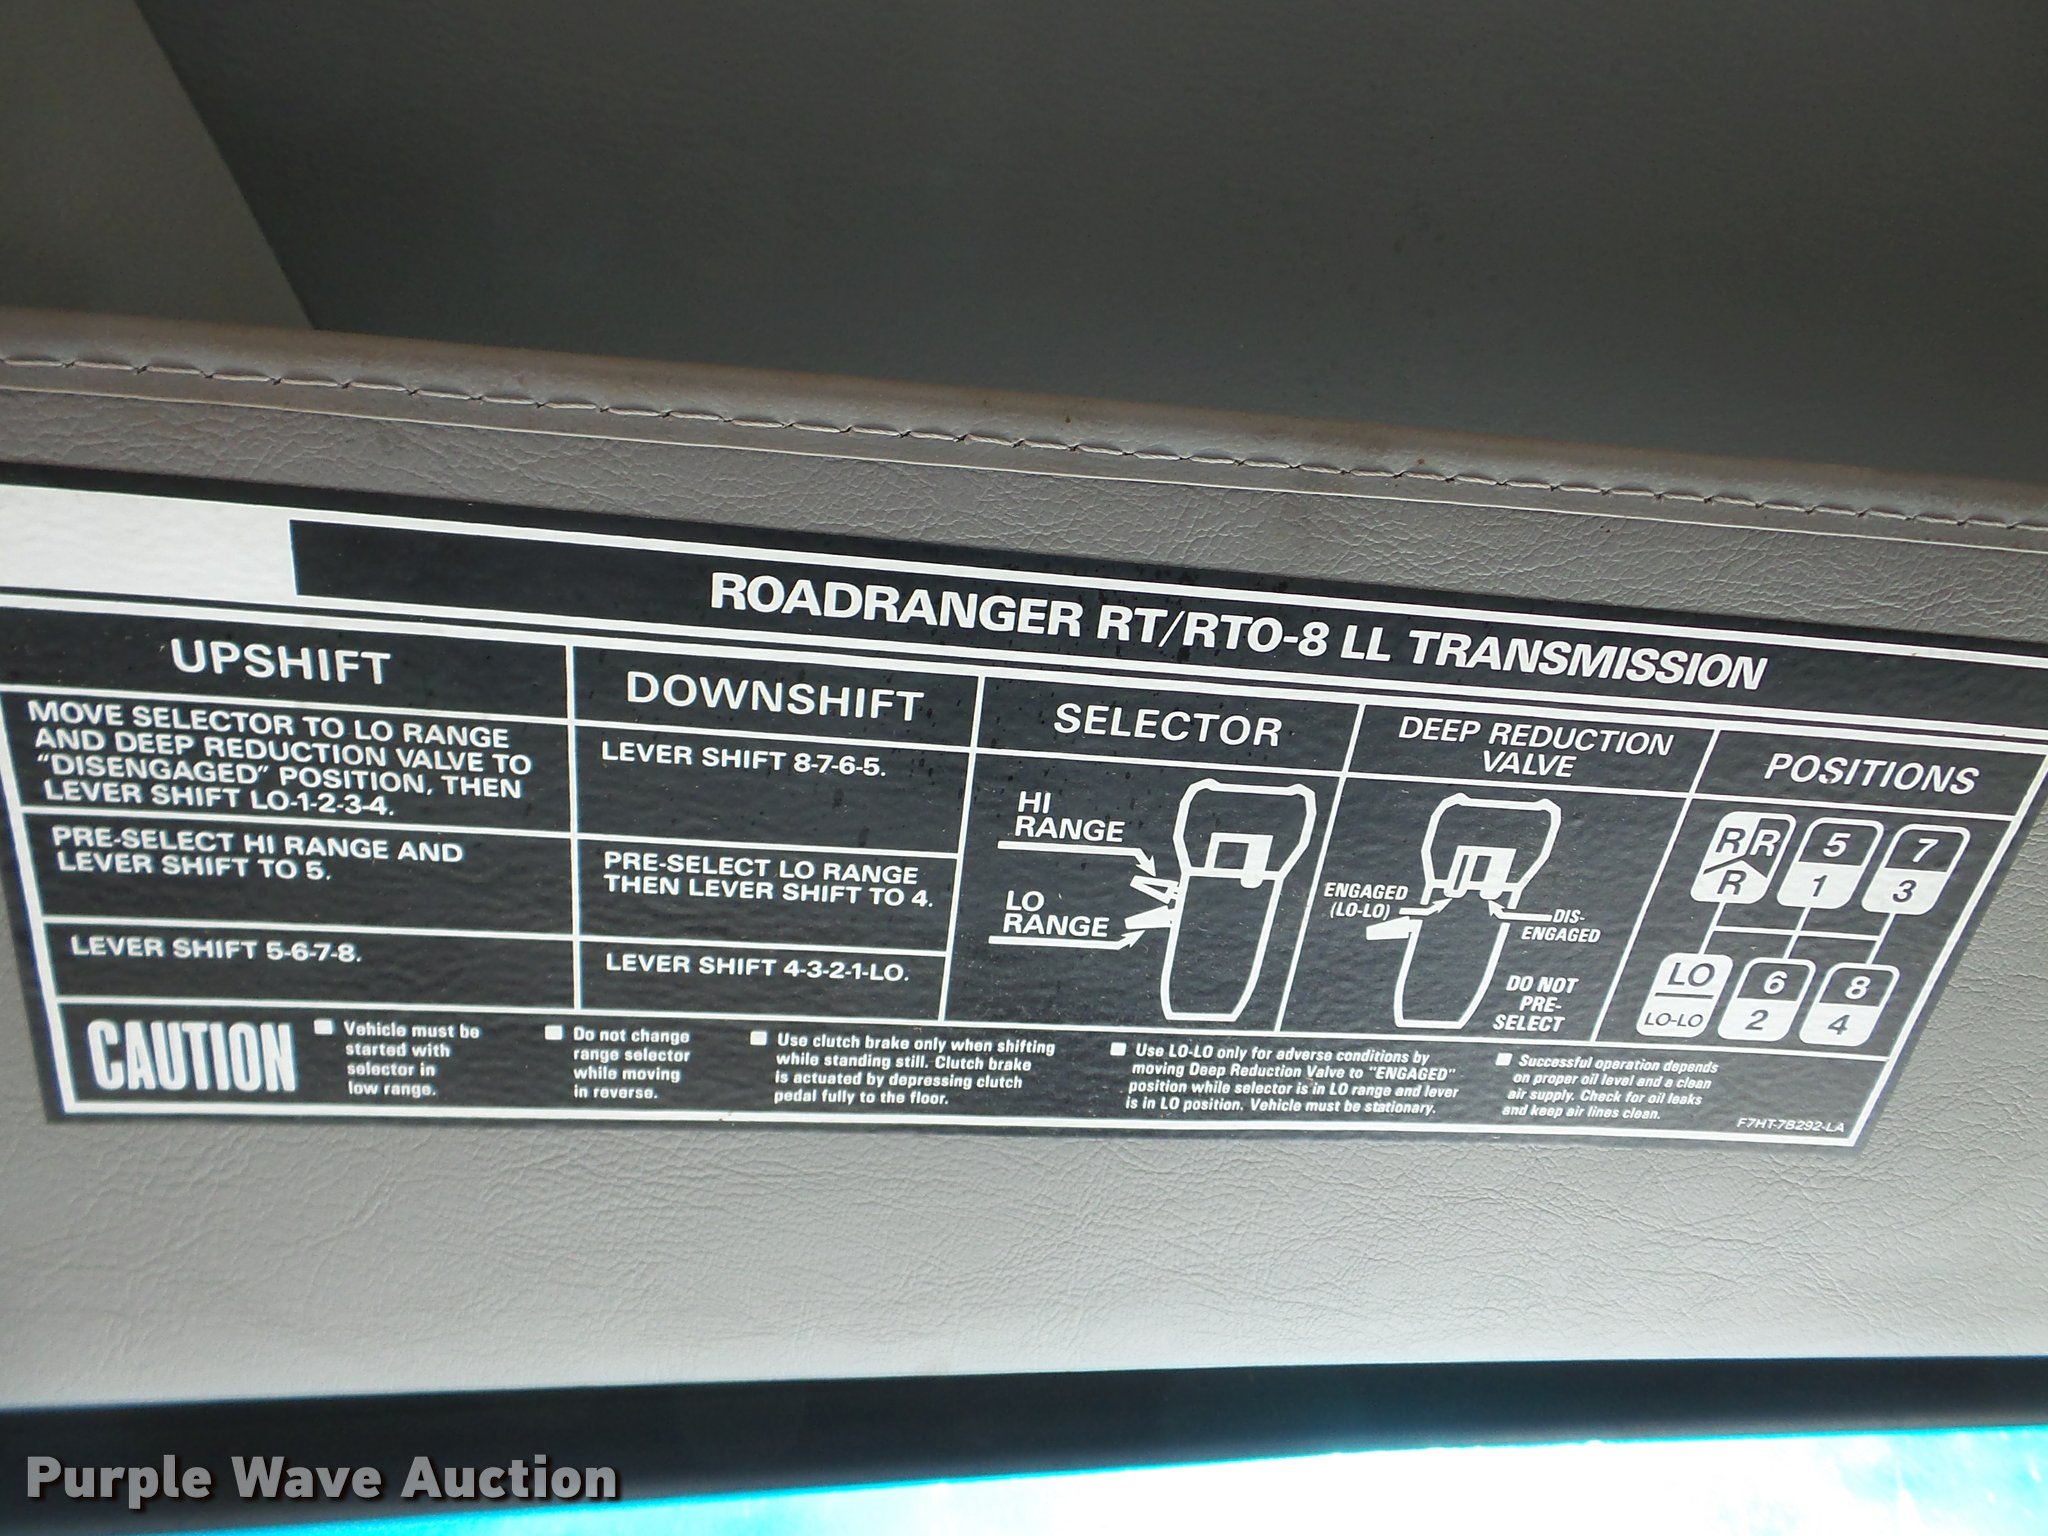 ROADRANGER RT/RTO-8 LL TRANSMISSION
UPSHIFT
MOVE SELECTOR TO LO RANGE
AND DEEP REDUCTION VALVE TO
"DISENGAGED" POSITION, THEN
LEVER SHIFT LO-1-2-3-4.
PRE-SELECT HI RANGE AND
LEVER SHIFT TO 5.
LEVER SHIFT 5-6-7-8.
DOWNSHIFT
LEVER SHIFT 8-7-6-5.
PRE-SELECT LO RANGE
THEN LEVER SHIFT TO 4.
LEVER SHIFT 4-3-2-1-LO.
SELECTOR
HI
RANGE
LO
RANGE
DEEP REDUCTION
VALVE
ENGAGED
(LO-LO)
DIS-
ENGAGED
DO NOT
PRE-
SELECT
POSITIONS
R R 5 7
R 1 3
LO 6 8
LO-LO 2 4
CAUTION
Vehicle must be
started with
selector in
low range.
Do not change
range selector
while moving
in reverse.
Use clutch brake only when shifting
while standing still. Clutch brake
is actuated by depressing clutch
pedal fully to the floor.
Use LO-LO only for adverse conditions by
moving Deep Reduction Valve to "ENGAGED"
position while selector is in LO range and lever
is in LO position. Vehicle must be stationary.
Successful operation depends
on proper oil level and a clean
air supply. Check for oil leaks
and keep air lines clean.
F7HT-7B292-LA
Purple Wave Auction